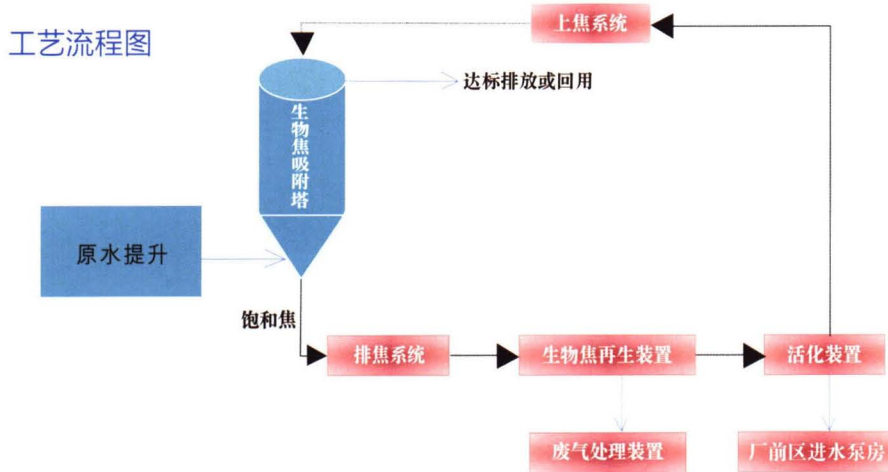 工艺流程图
上焦系统
达标排放或回用
生物焦吸附塔
原水提升
饱和焦
排焦系统
生物焦再生装置
活化装置
废气处理装置
厂前区进水泵房